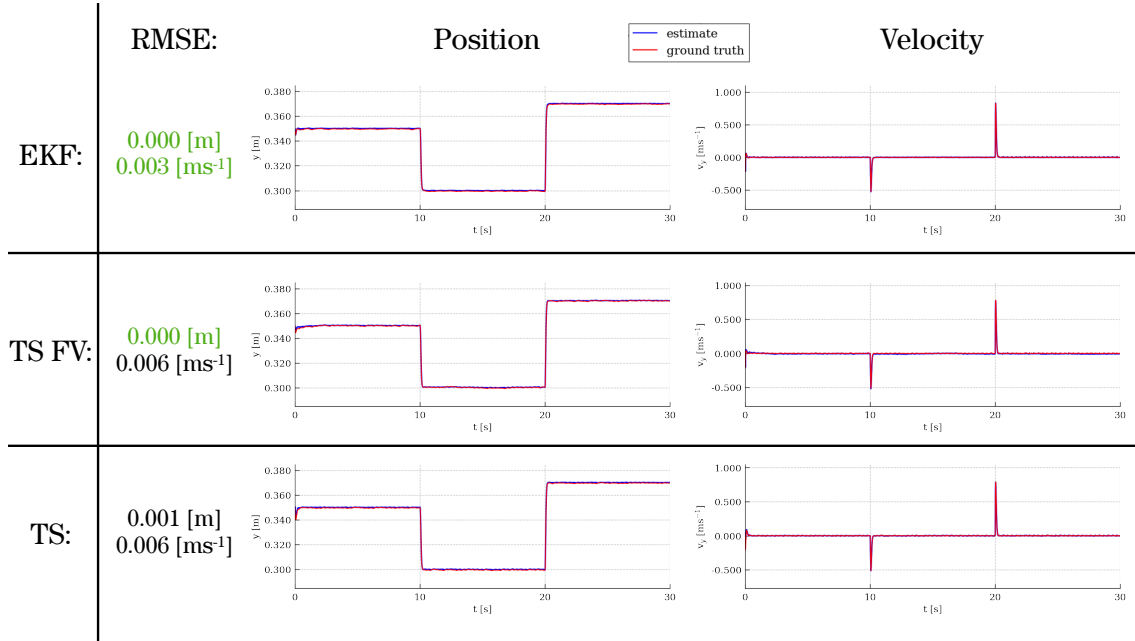 RMSE:
Position
estimate
ground truth
Velocity
EKF:
0.000 [m]
0.003 [ms⁻¹]
y [m]
0.380
0.360
0.340
0.320
0.300
0 10 20 30
t [s]
v_y [ms⁻¹]
1.000
0.500
0.000
-0.500
0 10 20 30
t [s]
TS FV:
0.000 [m]
0.006 [ms⁻¹]
y [m]
0.380
0.360
0.340
0.320
0.300
0 10 20 30
t [s]
v_y [ms⁻¹]
1.000
0.500
0.000
-0.500
0 10 20 30
t [s]
TS:
0.001 [m]
0.006 [ms⁻¹]
y [m]
0.380
0.360
0.340
0.320
0.300
0 10 20 30
t [s]
v_y [ms⁻¹]
1.000
0.500
0.000
-0.500
0 10 20 30
t [s]